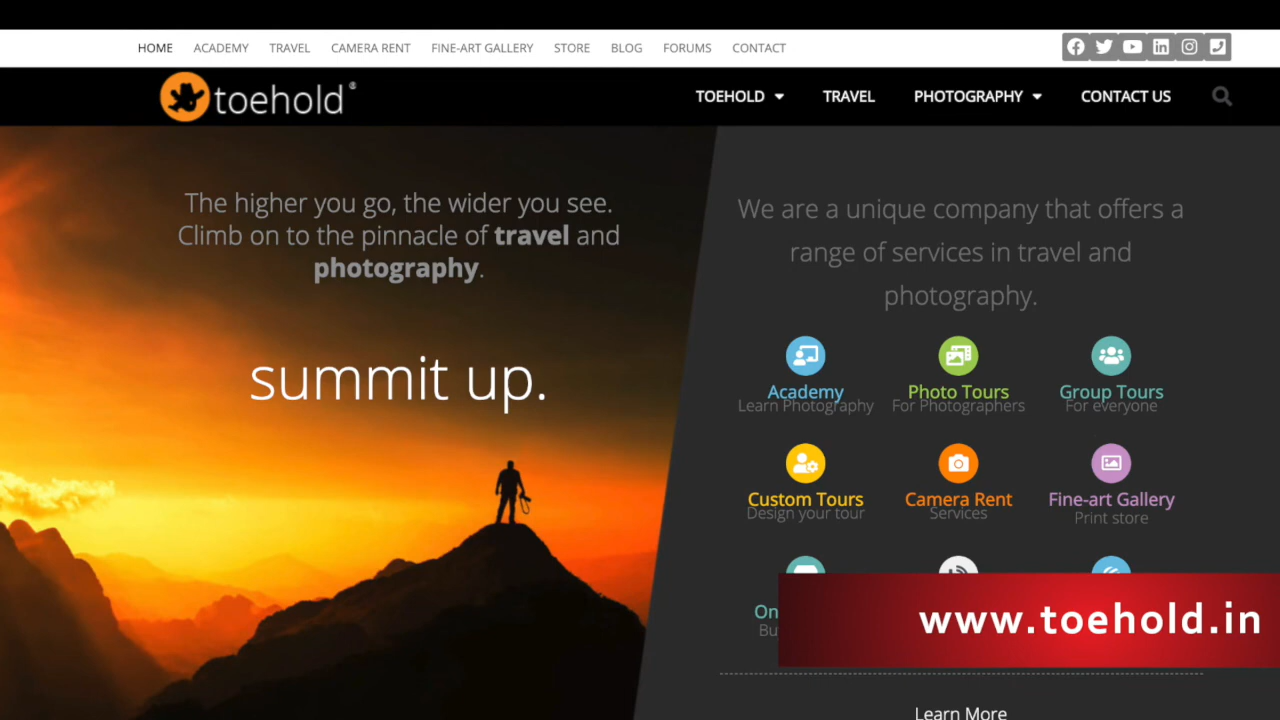 HOME ACADEMY TRAVEL CAMERA RENT FINE-ART GALLERY STORE BLOG FORUMS CONTACT
toehold®
TOEHOLD TRAVEL PHOTOGRAPHY CONTACT US
The higher you go, the wider you see.
Climb on to the pinnacle of travel and
photography.
summit up.
We are a unique company that offers a
range of services in travel and
photography.
Academy
Learn Photography
Photo Tours
For Photographers
Group Tours
For everyone
Custom Tours
Design your tour
Camera Rent
Services
Fine-art Gallery
Print store
www.toehold.in
Learn More